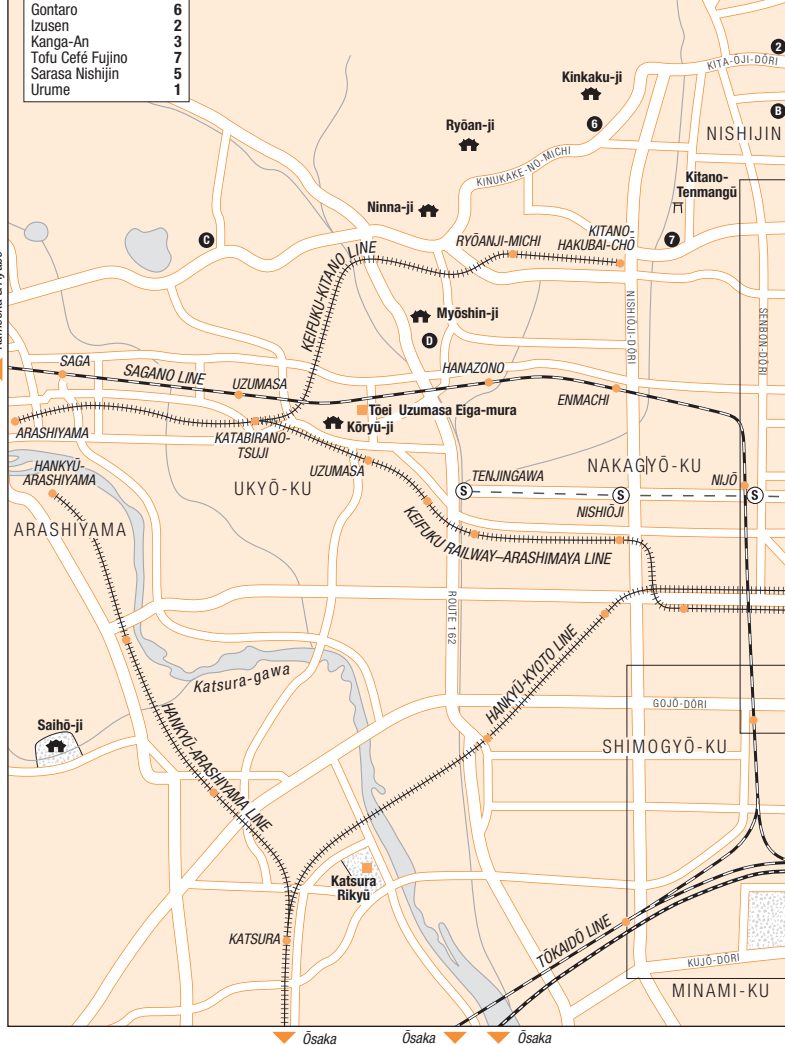 Gontaro 6
Izusen 2
Kanga-An 3
Tofu Cefé Fujino 7
Sarasa Nishijin 5
Urume 1
2
KITA-ŌJI-DŌRI
Kinkaku-ji
B
6
Ryōan-ji
NISHIJIN
KINUKAKE-NO-MICHI
Kitano-
Tenmangū
Ninna-ji
C
RYŌANJI-MICHI
KITANO-
HAKUBAI-CHŌ
7
KEIFUKU-KITANO LINE
NISHIŌJI-DŌRI
SENBON-DŌRI
Myōshin-ji
D
SAGA
SAGANO LINE
UZUMASA
HANAZONO
ENMACHI
Tōei Uzumasa Eiga-mura
Kōryū-ji
ARASHIYAMA
KATABIRANO-
TSUJI
UZUMASA
HANKYŪ-
ARASHIYAMA
UKYŌ-KU
S
TENJINGAWA
NAKAGYŌ-KU
S
NISHIŌJI
NIJŌ
S
ARASHIYAMA
KEIFUKU RAILWAY–ARASHIMAYA LINE
ROUTE 162
Katsura-gawa
HANKYŪ-KYOTO LINE
GOJŌ-DŌRI
Saihō-ji
HANKYŪ-ARASHIYAMA LINE
SHIMOGYŌ-KU
Katsura
Rikyū
KATSURA
TŌKAIDŌ LINE
KUJŌ-DŌRI
MINAMI-KU
Ōsaka
Ōsaka
Ōsaka